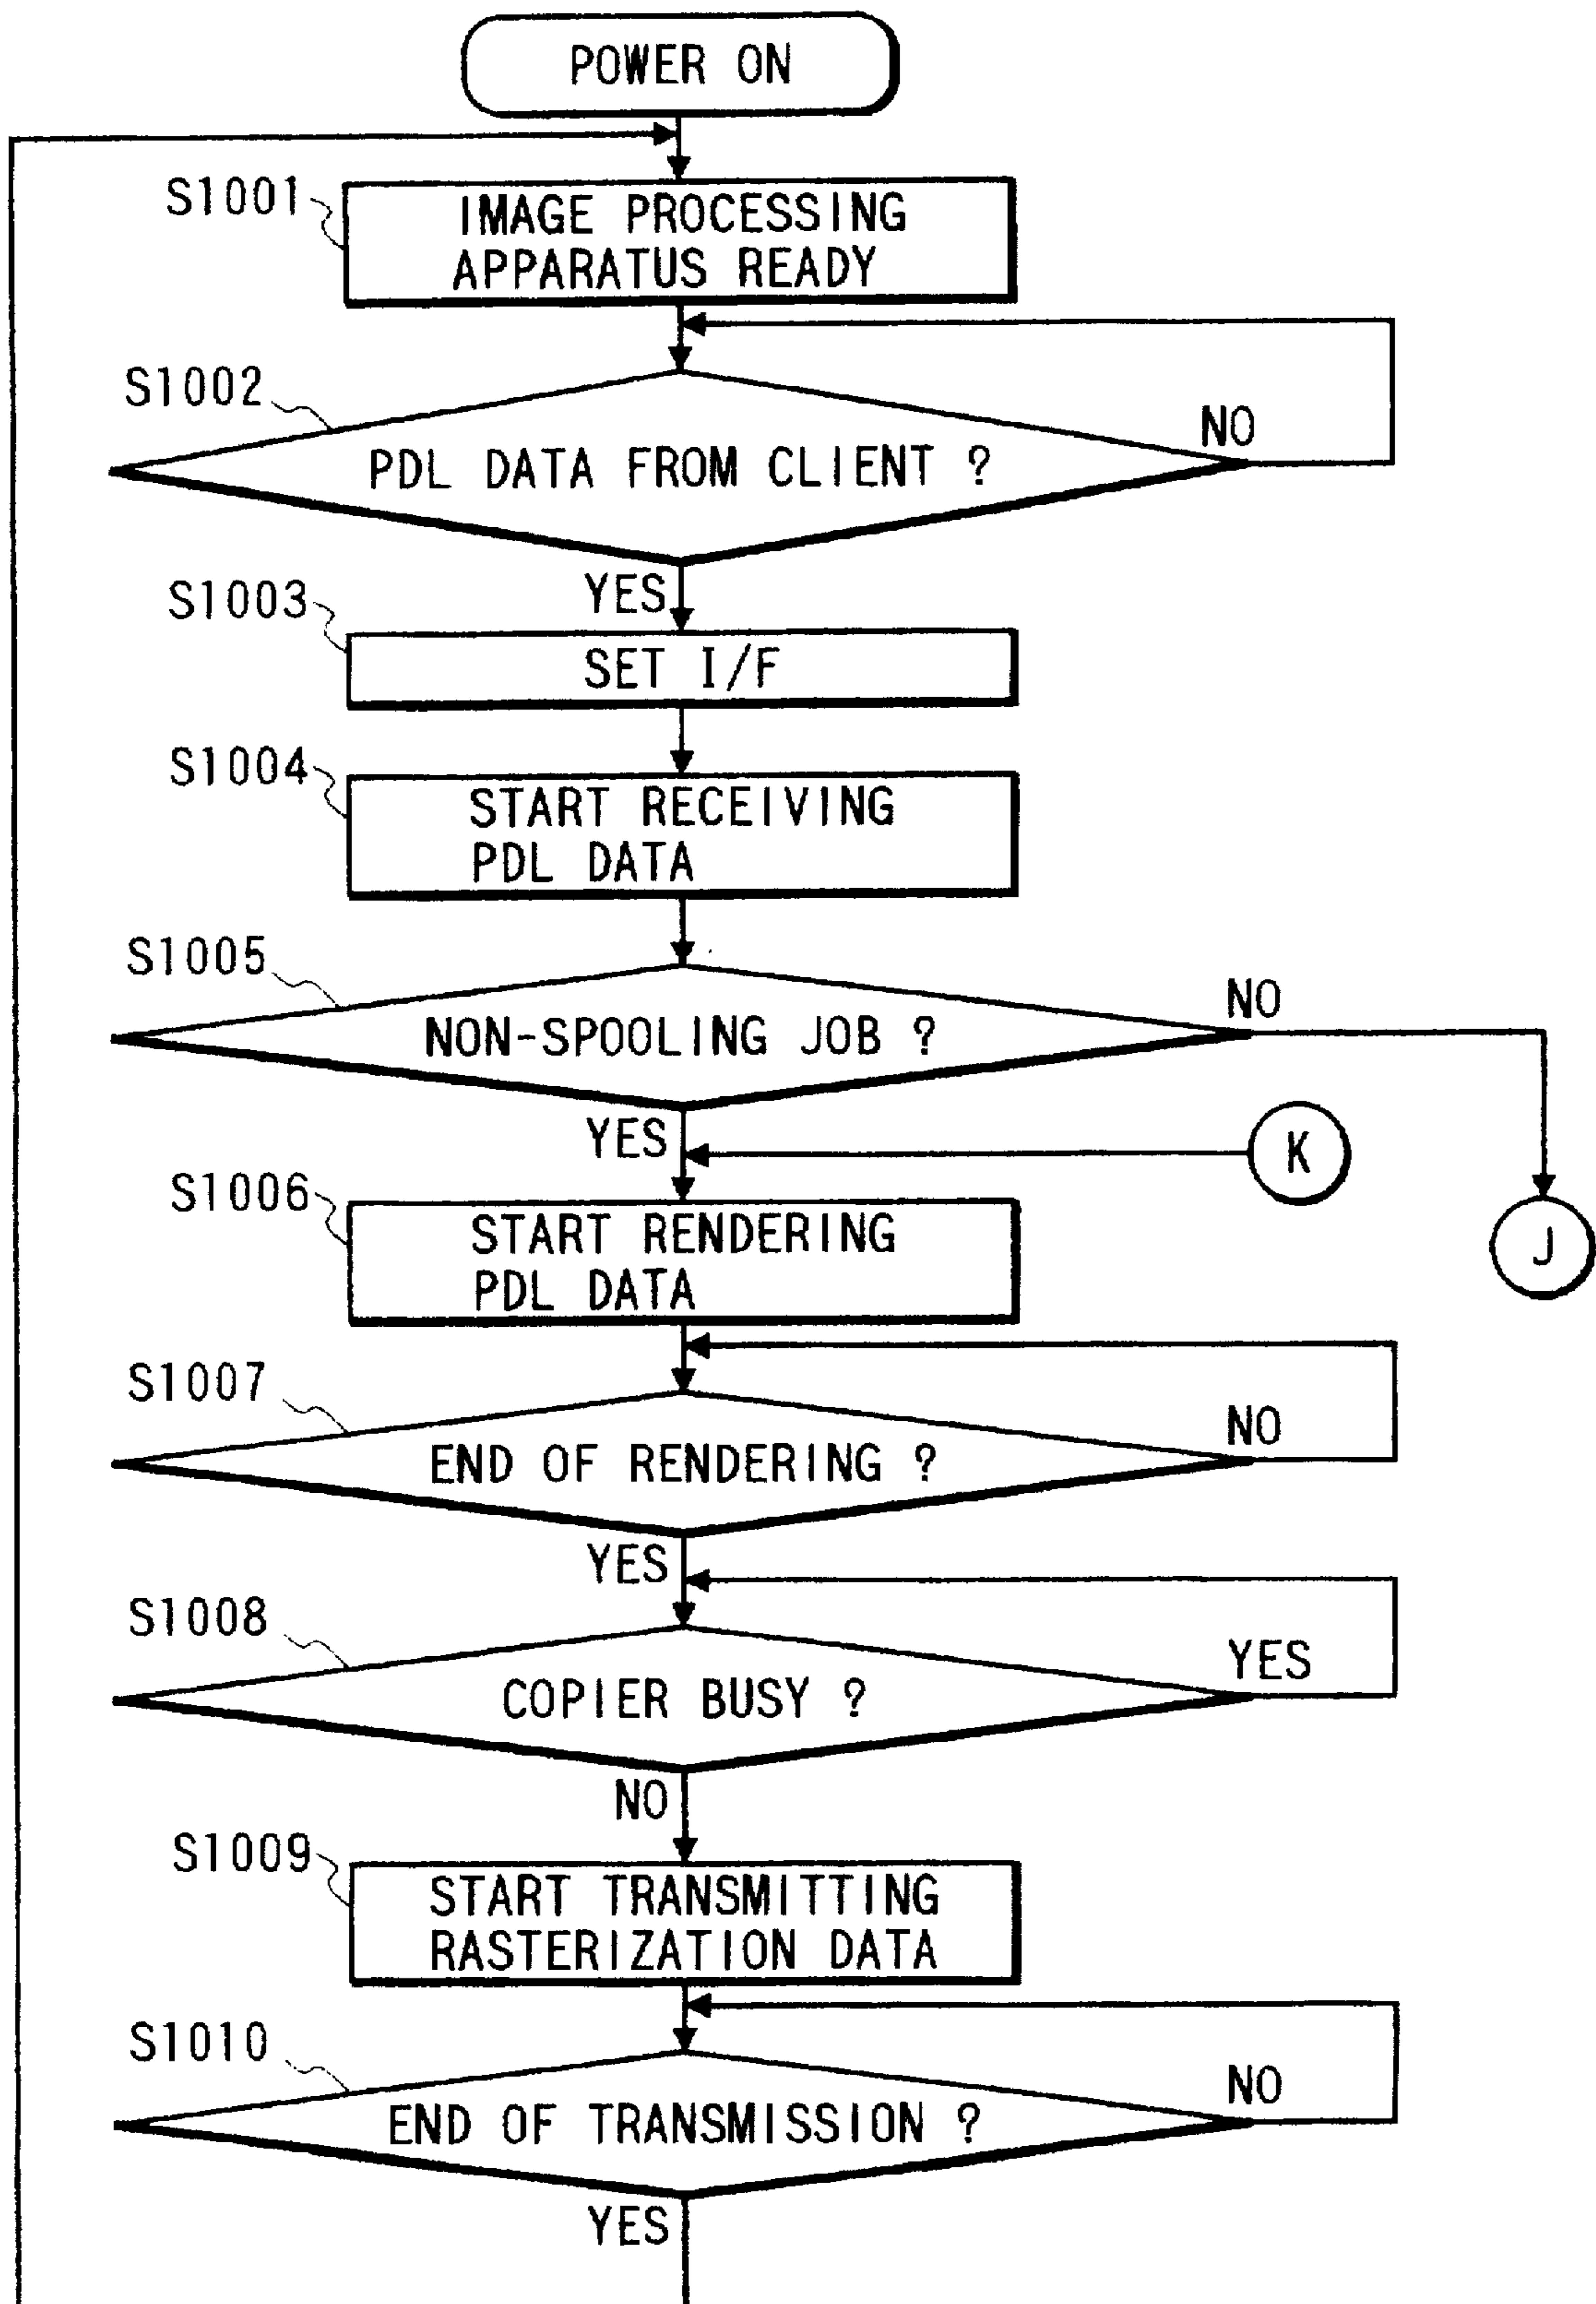 POWER ON
S1001
IMAGE PROCESSING
APPARATUS READY
S1002
PDL DATA FROM CLIENT ?
NO
YES
S1003
SET I/F
S1004
START RECEIVING
PDL DATA
S1005
NON-SPOOLING JOB ?
NO
YES
K
J
S1006
START RENDERING
PDL DATA
S1007
END OF RENDERING ?
NO
YES
S1008
COPIER BUSY ?
YES
NO
S1009
START TRANSMITTING
RASTERIZATION DATA
S1010
END OF TRANSMISSION ?
NO
YES